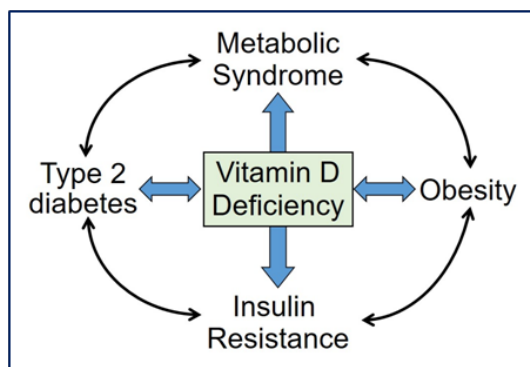 Metabolic
Syndrome
Type 2
diabetes
Vitamin D
Deficiency
Obesity
Insulin
Resistance